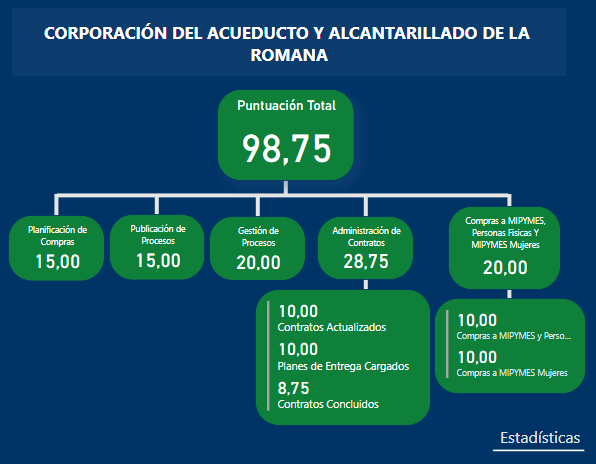 CORPORACIÓN DEL ACUEDUCTO Y ALCANTARILLADO DE LA
ROMANA
Puntuación Total
98,75
Planificación de
Compras
15,00
Publicación de
Procesos
15,00
Gestión de
Procesos
20,00
Administración de
Contratos
28,75
Compras a MIPYMES,
Personas Fisicas Y
MIPYMES Mujeres
20,00
10,00
Contratos Actualizados
10,00
Planes de Entrega Cargados
8,75
Contratos Concluidos
10,00
Compras a MIPYMES y Perso...
10,00
Compras a MIPYMES Mujeres
Estadísticas